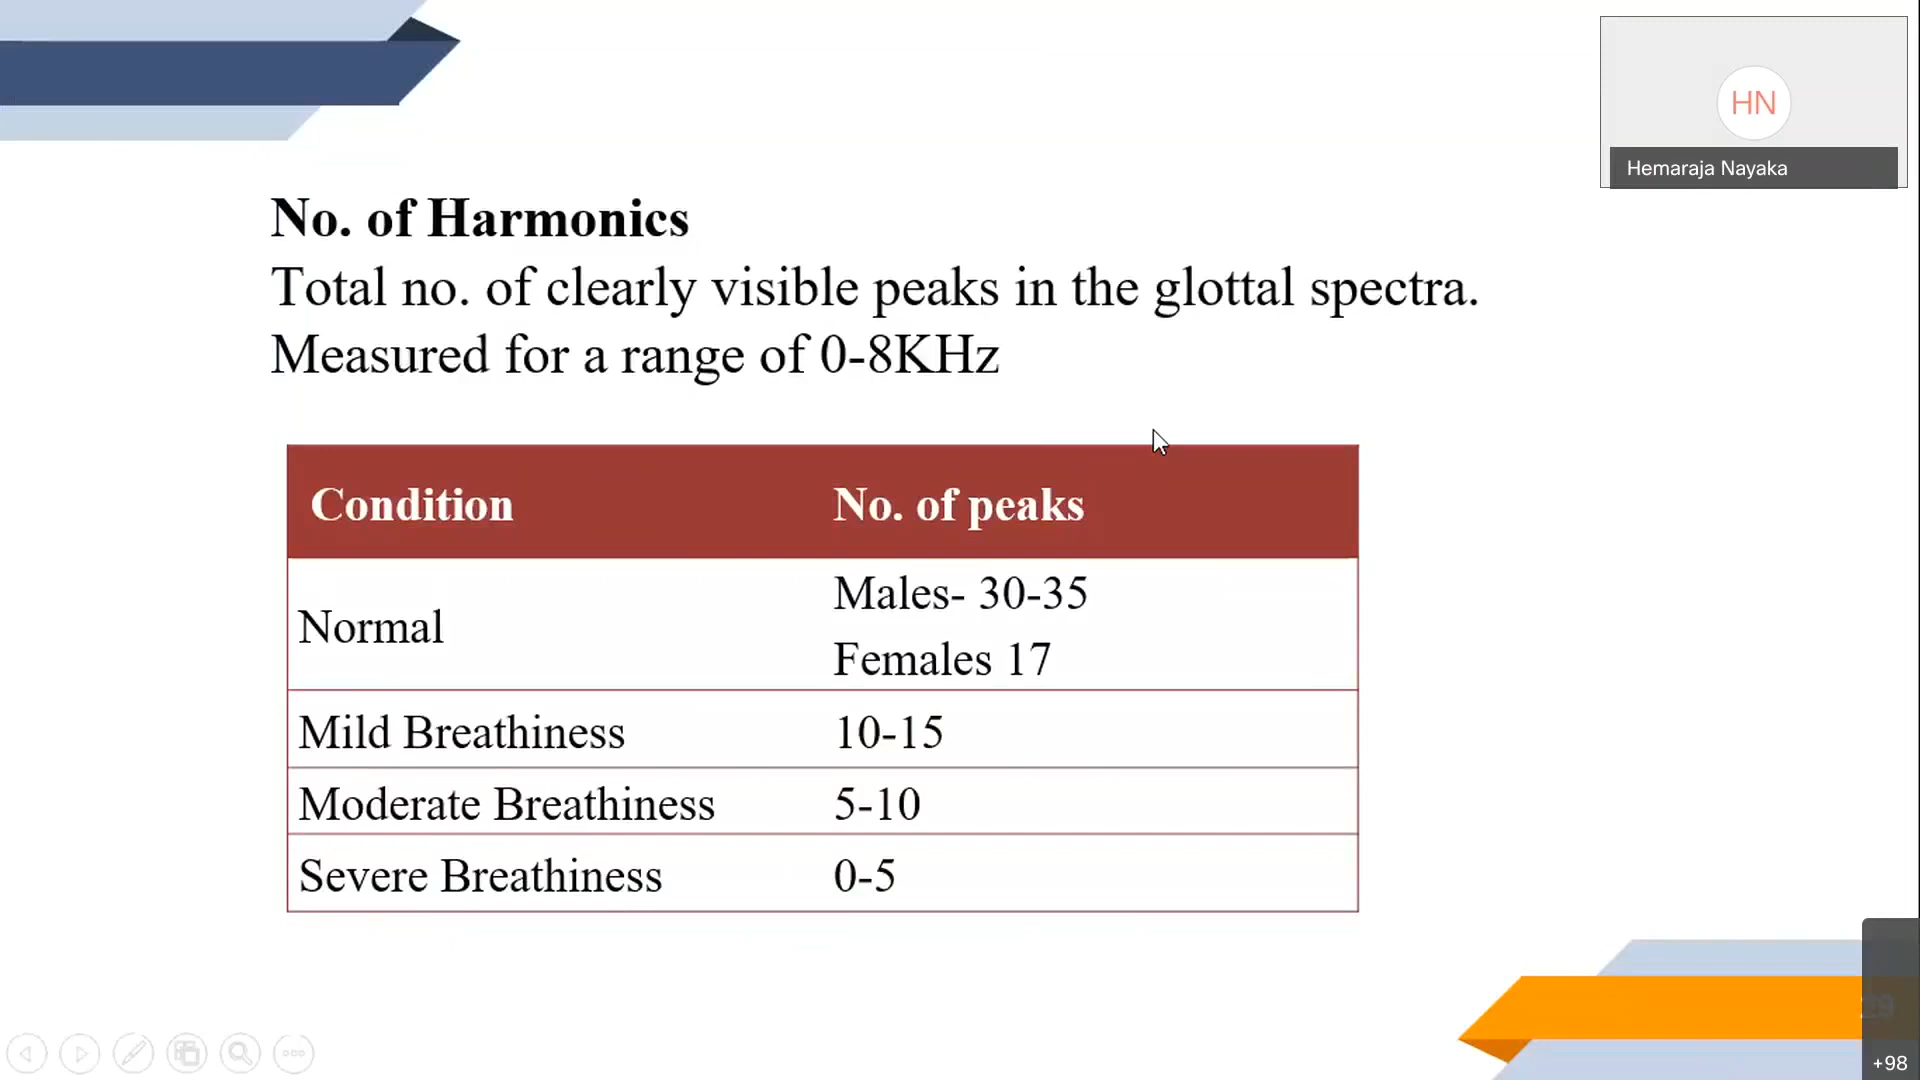 HN
Hemaraja Nayaka
No. of Harmonics
Total no. of clearly visible peaks in the glottal spectra.
Measured for a range of 0-8KHz
Condition No. of peaks
Normal Males- 30-35
Females 17
Mild Breathiness 10-15
Moderate Breathiness 5-10
Severe Breathiness 0-5
29
+98